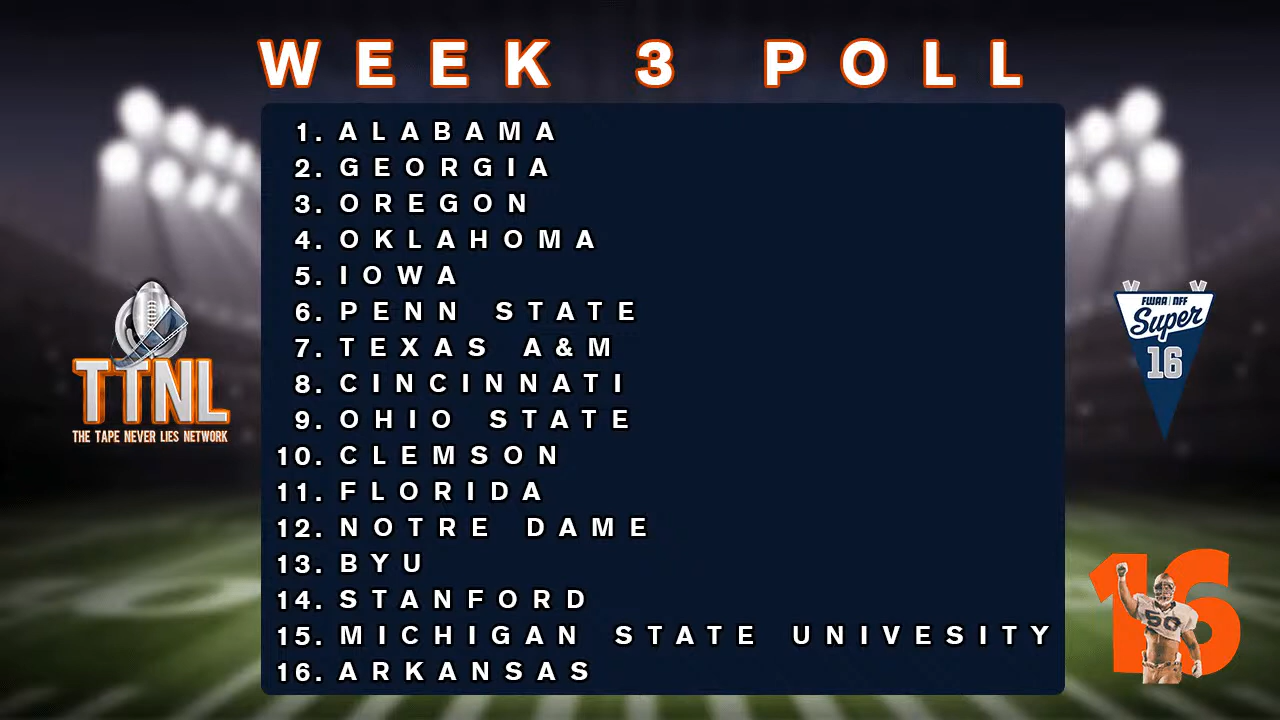 WEEK 3 POLL
1. ALABAMA
2. GEORGIA
3. OREGON
4. OKLAHOMA
5. IOWA
6. PENN STATE
7. TEXAS A&M
8. CINCINNATI
9. OHIO STATE
10. CLEMSON
11. FLORIDA
12. NOTRE DAME
13. BYU
14. STANFORD
15. MICHIGAN STATE UNIVESITY
16. ARKANSAS
TTNL
THE TAPE NEVER LIES NETWORK
FWAA | NFF
Super
16
16
50